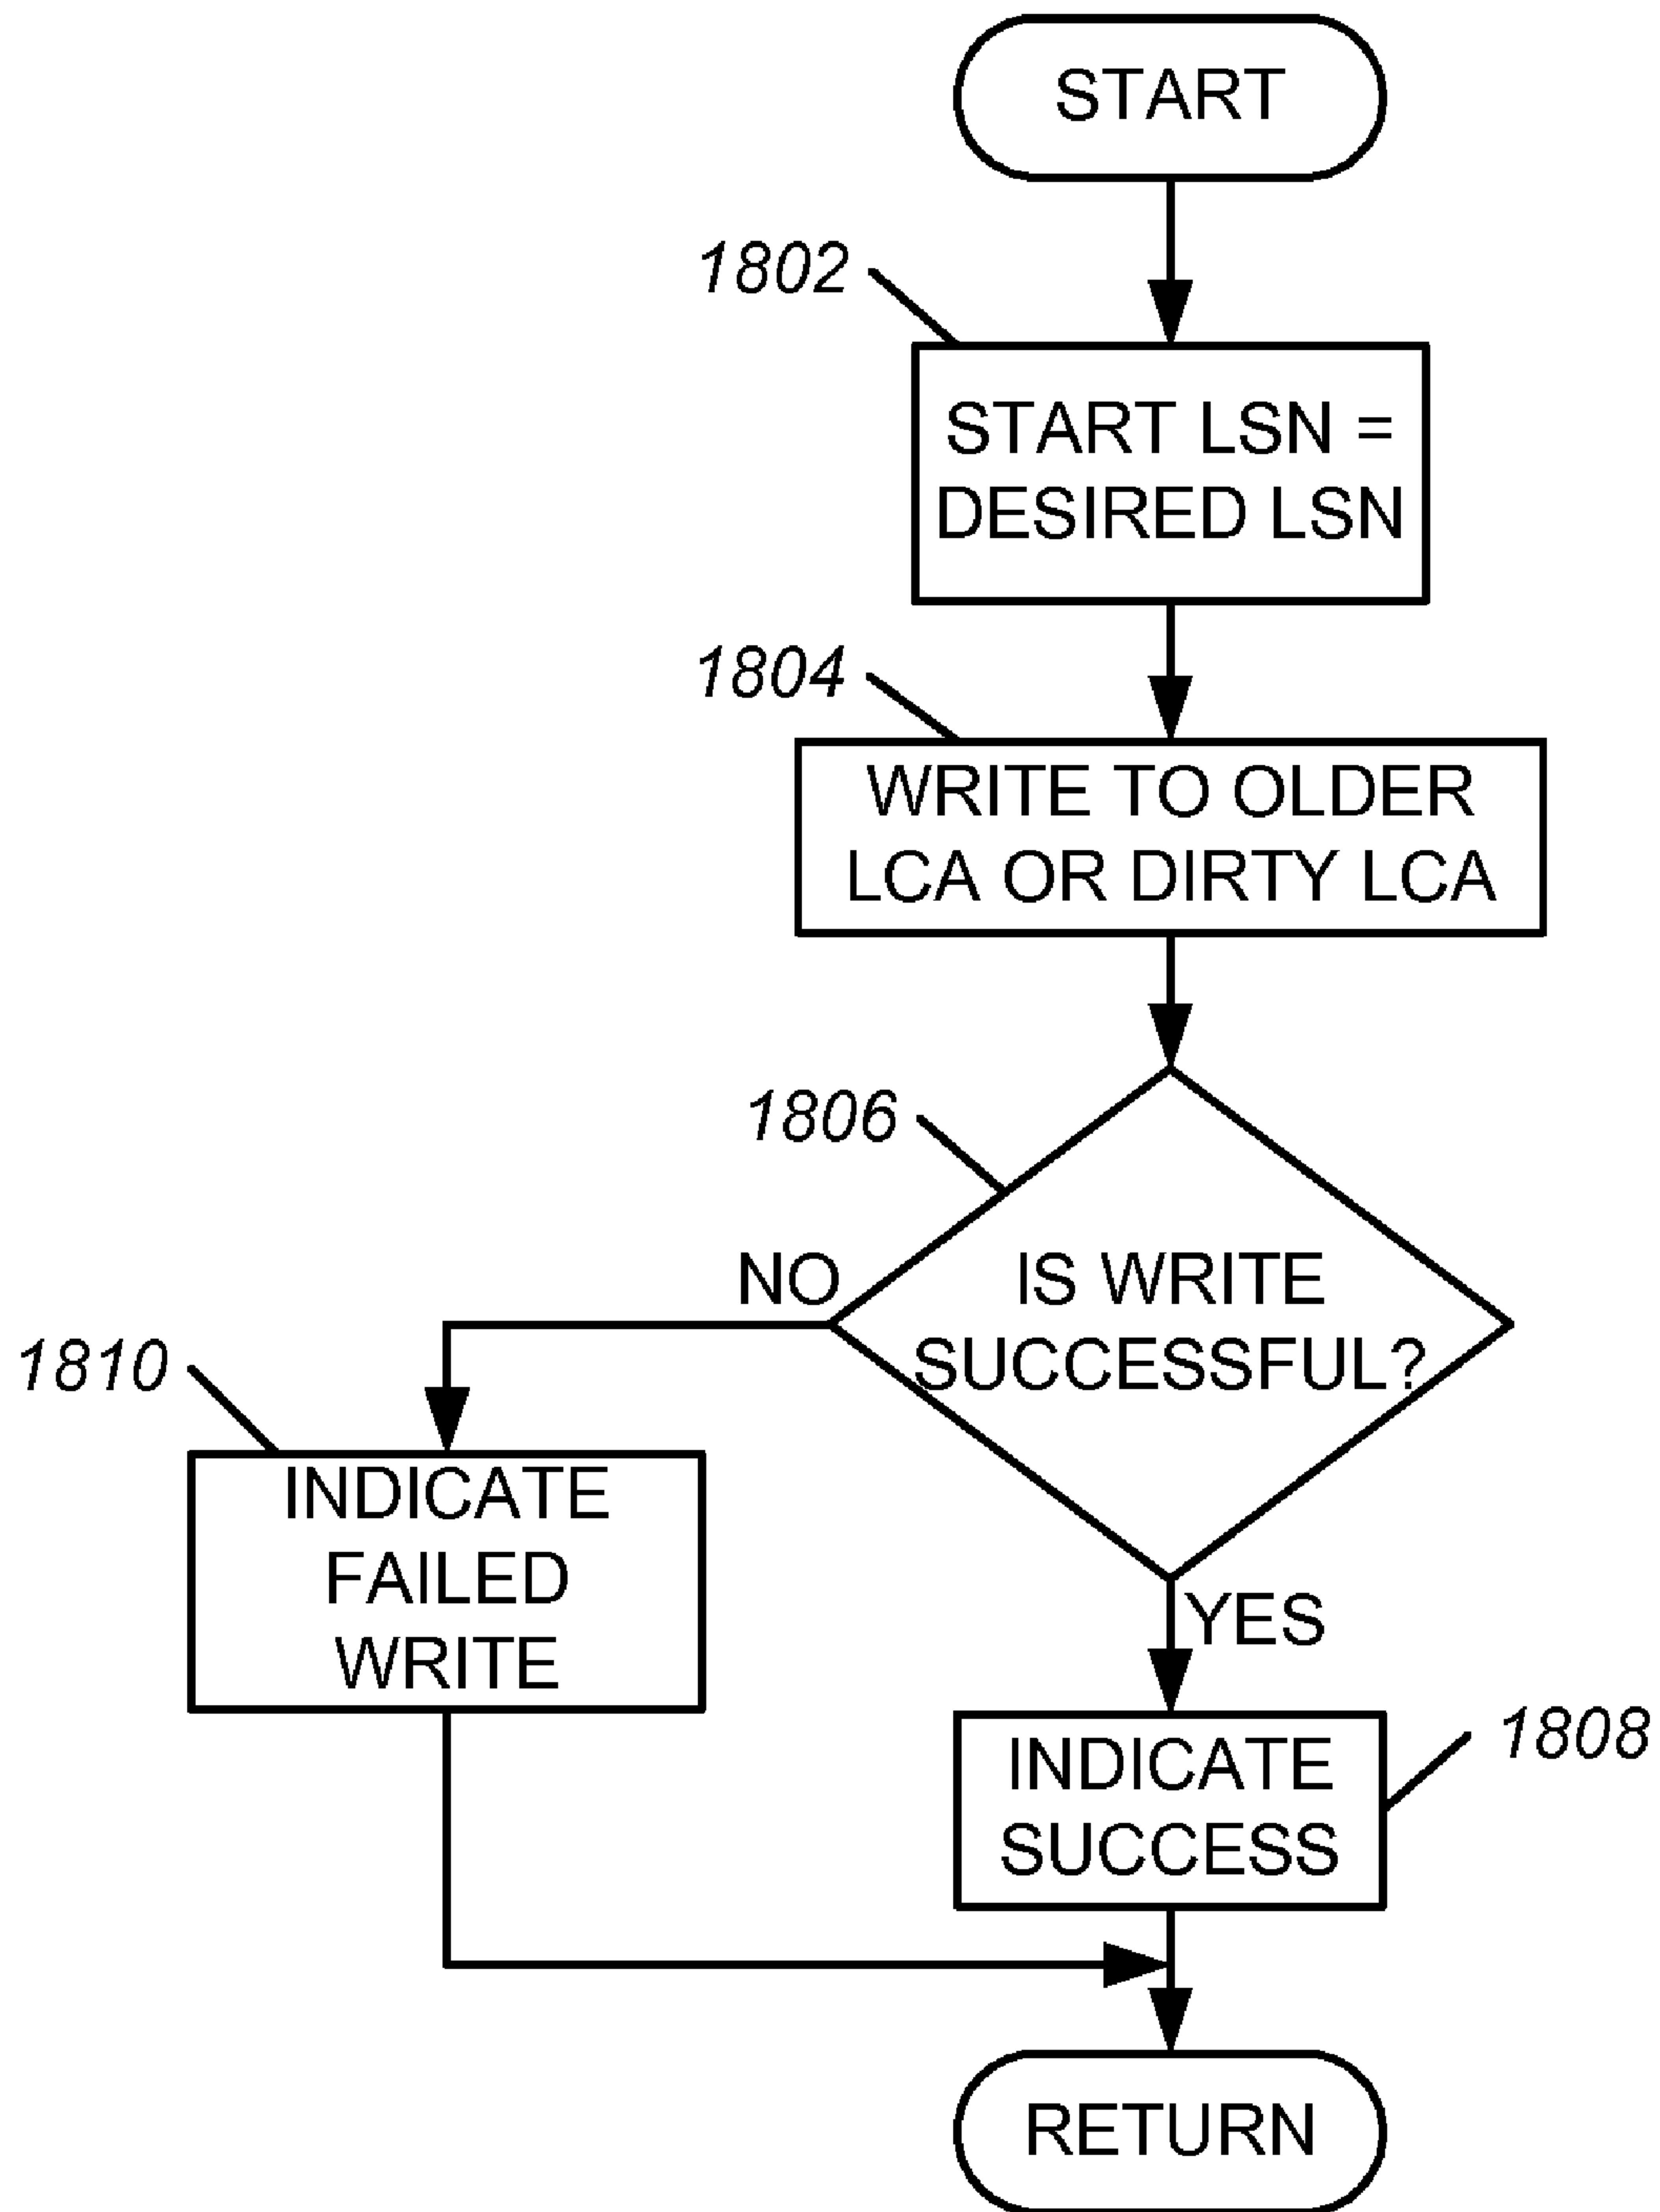 START
1802
START LSN =
DESIRED LSN
1804
WRITE TO OLDER
LCA OR DIRTY LCA
1806
NO
IS WRITE
SUCCESSFUL?
1810
INDICATE
FAILED
WRITE
YES
1808
INDICATE
SUCCESS
RETURN